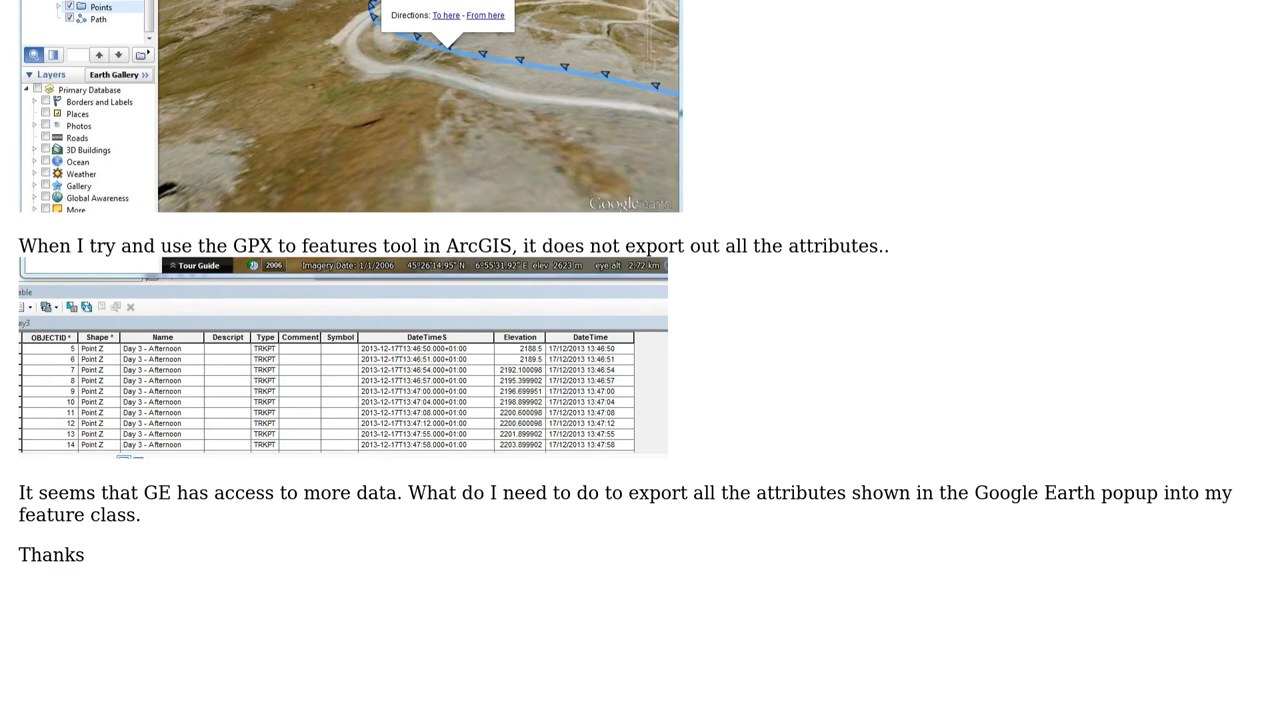 Points
Path
Directions: To here - From here
Layers
Earth Gallery >>
Primary Database
Borders and Labels
Places
Photos
Roads
3D Buildings
Ocean
Weather
Gallery
Global Awareness
More
Google earth
When I try and use the GPX to features tool in ArcGIS, it does not export out all the attributes..
Tour Guide 2006 Imagery Date: 1/1/2006 45°26'14.95" N 6°55'31.92" E elev 2623 m eye alt 2.72 km
able
ay3
OBJECTID * Shape * Name Descript Type Comment Symbol DateTimeS Elevation DateTime
5 Point Z Day 3 - Afternoon TRKPT 2013-12-17T13:46:50.000+01:00 2188.5 17/12/2013 13:46:50
6 Point Z Day 3 - Afternoon TRKPT 2013-12-17T13:46:51.000+01:00 2189.5 17/12/2013 13:46:51
7 Point Z Day 3 - Afternoon TRKPT 2013-12-17T13:46:54.000+01:00 2192.100098 17/12/2013 13:46:54
8 Point Z Day 3 - Afternoon TRKPT 2013-12-17T13:46:57.000+01:00 2195.399902 17/12/2013 13:46:57
9 Point Z Day 3 - Afternoon TRKPT 2013-12-17T13:47:00.000+01:00 2196.699951 17/12/2013 13:47:00
10 Point Z Day 3 - Afternoon TRKPT 2013-12-17T13:47:04.000+01:00 2198.899902 17/12/2013 13:47:04
11 Point Z Day 3 - Afternoon TRKPT 2013-12-17T13:47:08.000+01:00 2200.600098 17/12/2013 13:47:08
12 Point Z Day 3 - Afternoon TRKPT 2013-12-17T13:47:12.000+01:00 2200.600098 17/12/2013 13:47:12
13 Point Z Day 3 - Afternoon TRKPT 2013-12-17T13:47:55.000+01:00 2201.899902 17/12/2013 13:47:55
14 Point Z Day 3 - Afternoon TRKPT 2013-12-17T13:47:58.000+01:00 2203.899902 17/12/2013 13:47:58
It seems that GE has access to more data. What do I need to do to export all the attributes shown in the Google Earth popup into my
feature class.
Thanks